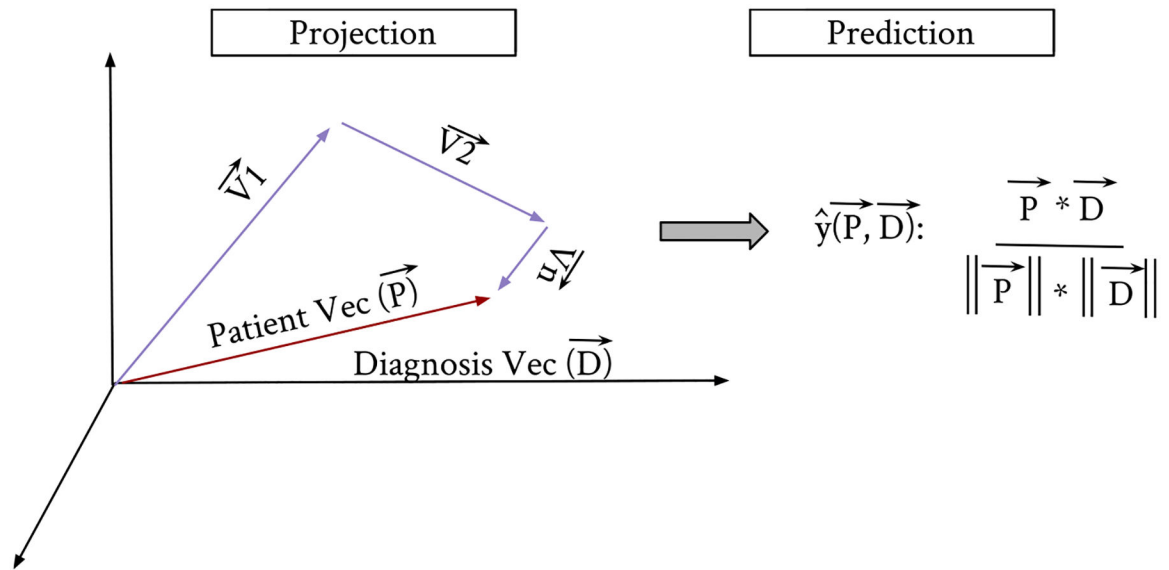 Projection
Prediction
V1
V2
Vn
Patient Vec (P)
Diagnosis Vec (D)
ŷ(P, D):
P * D
||P|| * ||D||